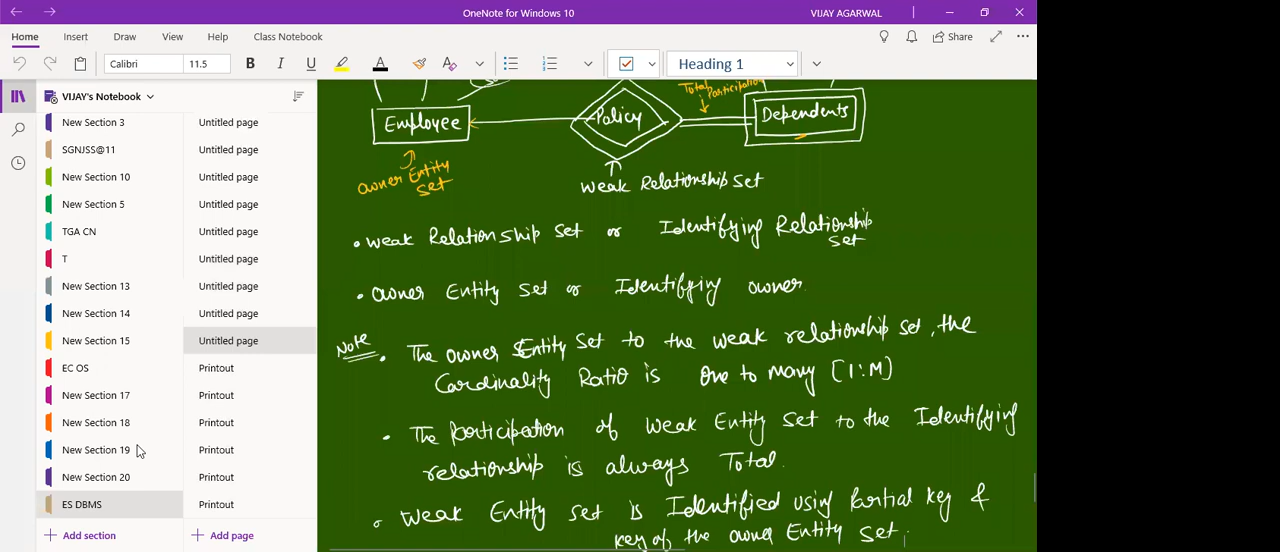 OneNote for Windows 10
VIJAY AGARWAL
Home Insert Draw View Help Class Notebook
Share
Calibri 11.5 B I U A Heading 1
VIJAY's Notebook
New Section 3 Untitled page
SGNJSS@11 Untitled page
New Section 10 Untitled page
New Section 5 Untitled page
TGA CN Untitled page
T Untitled page
New Section 13 Untitled page
New Section 14 Untitled page
New Section 15 Untitled page
EC OS Printout
New Section 17 Printout
New Section 18 Printout
New Section 19 Printout
New Section 20 Printout
ES DBMS Printout
Add section Add page
Total Participation
Employee Policy Dependents
Owner Entity Set
Weak Relationship Set
• Weak Relationship Set or Identifying Relationship Set
• Owner Entity Set or Identifying owner.
Note
• The owner Entity Set to the weak relationship set, the
Cardinality Ratio is One to Many [1:M]
• The participation of Weak Entity Set to the Identifying
relationship is always Total.
• Weak Entity set is Identified using Partial key &
key of the owner Entity Set.